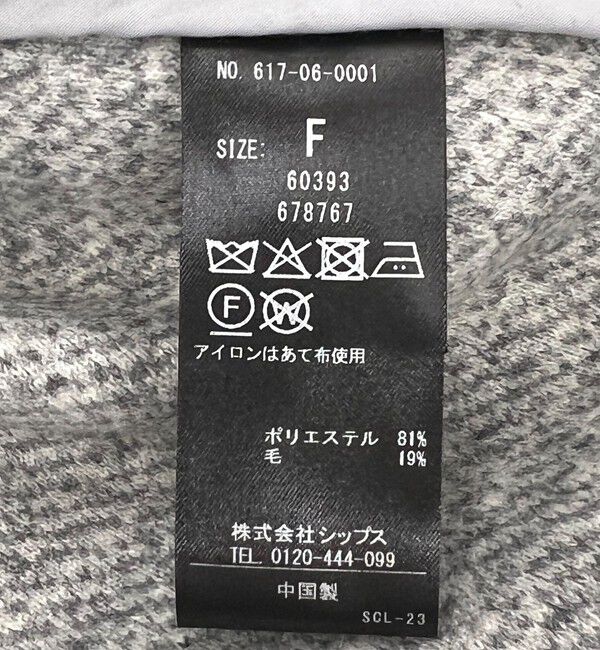 NO. 617-06-0001
SIZE: F
60393
678767
F W
アイロンはあて布使用
ポリエステル 81%
毛 19%
株式会社シップス
TEL. 0120-444-099
中国製
SCL-23